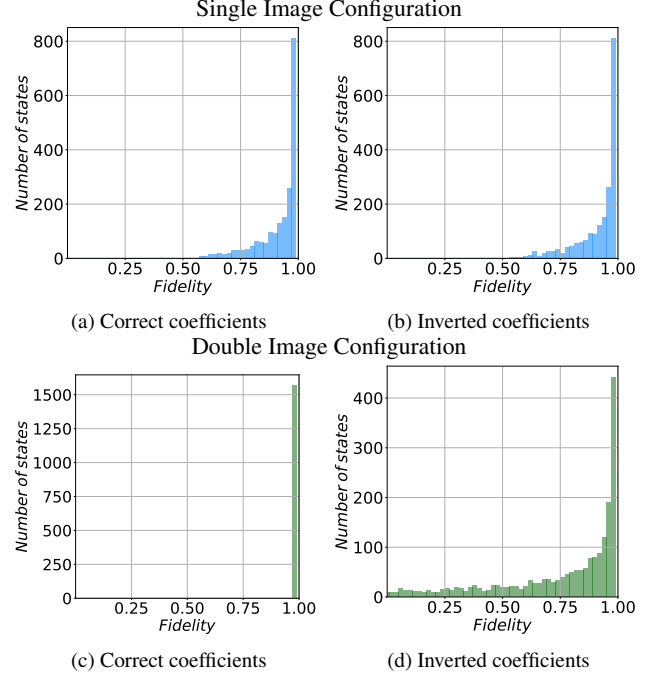 Single Image Configuration
800
600
400
200
0
Number of states
0.25 0.50 0.75 1.00
Fidelity
(a) Correct coefficients
800
600
400
200
0
Number of states
0.25 0.50 0.75 1.00
Fidelity
(b) Inverted coefficients
Double Image Configuration
1500
1250
1000
750
500
250
0
Number of states
0.25 0.50 0.75 1.00
Fidelity
(c) Correct coefficients
400
300
200
100
0
Number of states
0.25 0.50 0.75 1.00
Fidelity
(d) Inverted coefficients